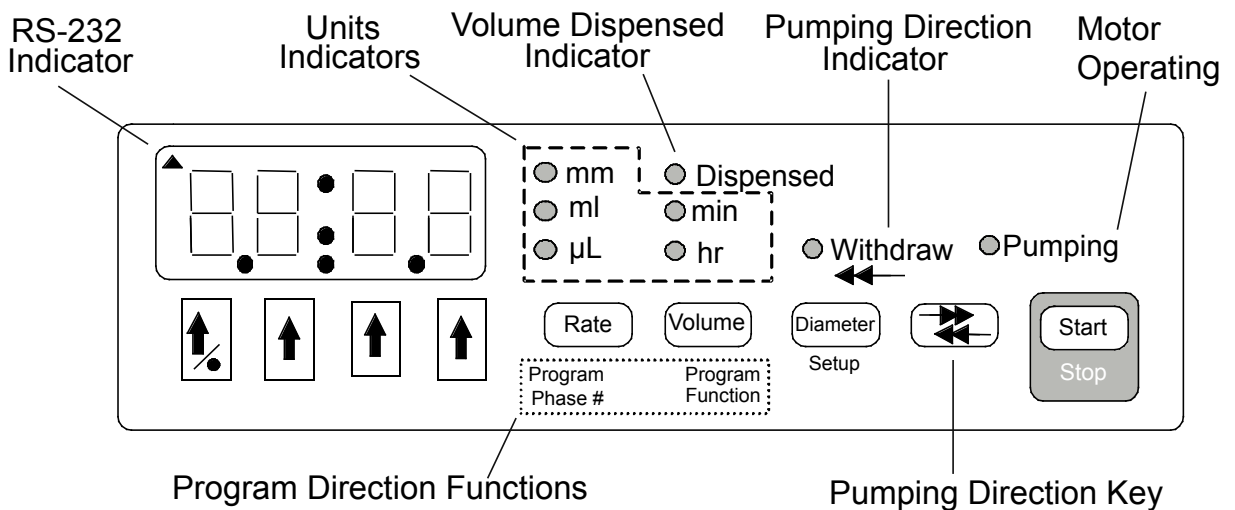 RS-232
Indicator
Units
Indicators
Volume Dispensed
Indicator
Pumping Direction
Indicator
Motor
Operating
mm
Dispensed
ml
min
µL
hr
Withdraw
Pumping
Rate
Volume
Diameter
Setup
Start
Stop
Program
Phase #
Program
Function
Program Direction Functions
Pumping Direction Key